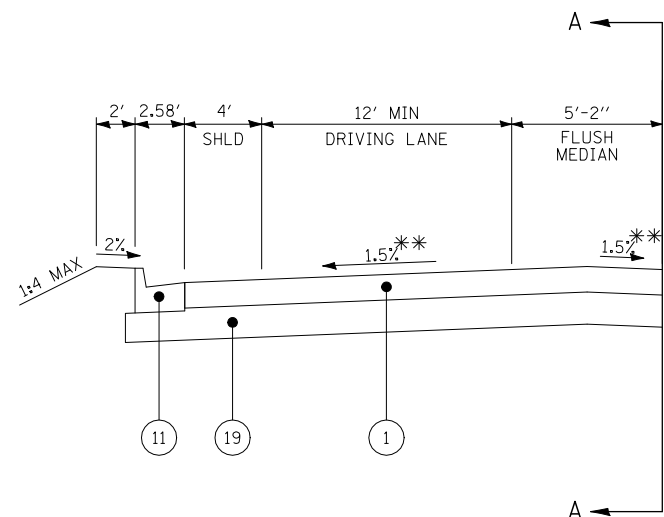 A
2' 2.58' 4' 12' MIN 5'-2''
SHLD DRIVING LANE FLUSH
MEDIAN
2% 1.5%** 1.5%**
1:4 MAX
11 19 1
A